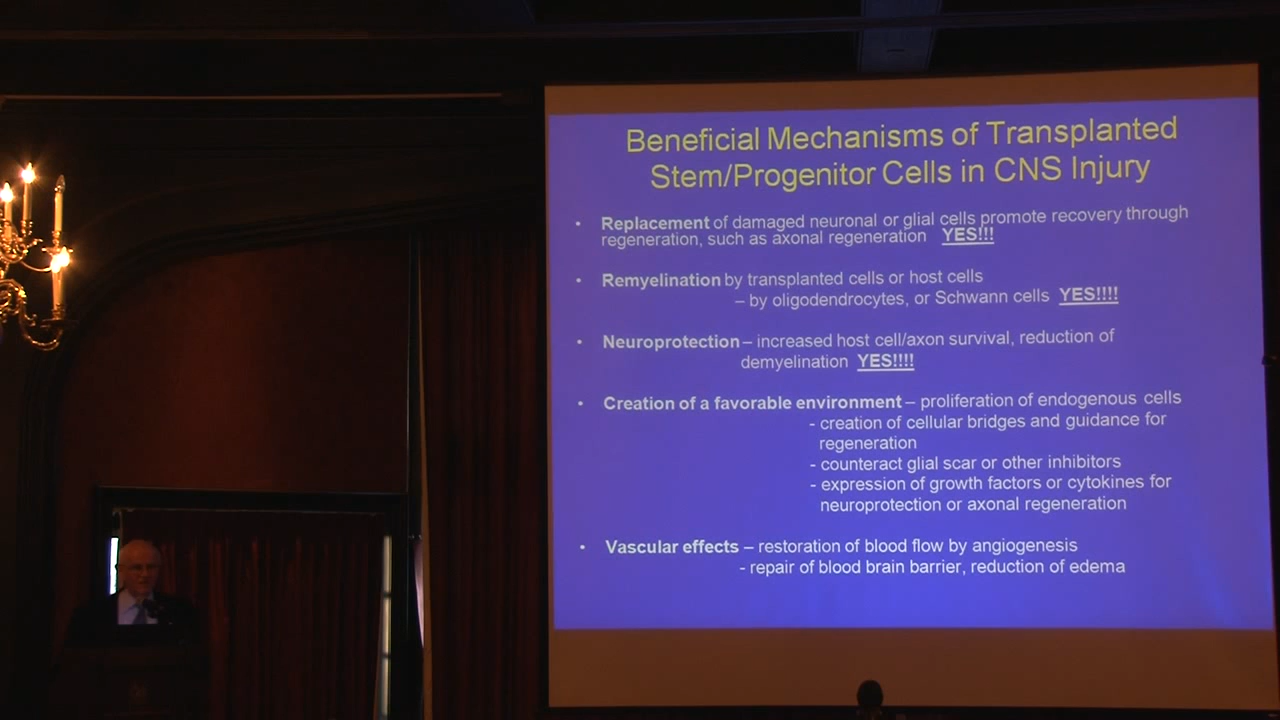 Beneficial Mechanisms of Transplanted
Stem/Progenitor Cells in CNS Injury
• Replacement of damaged neuronal or glial cells promote recovery through
regeneration, such as axonal regeneration YES!!!
• Remyelination by transplanted cells or host cells
– by oligodendrocytes, or Schwann cells YES!!!!
• Neuroprotection – increased host cell/axon survival, reduction of
demyelination YES!!!!
• Creation of a favorable environment – proliferation of endogenous cells
- creation of cellular bridges and guidance for
regeneration
- counteract glial scar or other inhibitors
- expression of growth factors or cytokines for
neuroprotection or axonal regeneration
• Vascular effects – restoration of blood flow by angiogenesis
- repair of blood brain barrier, reduction of edema